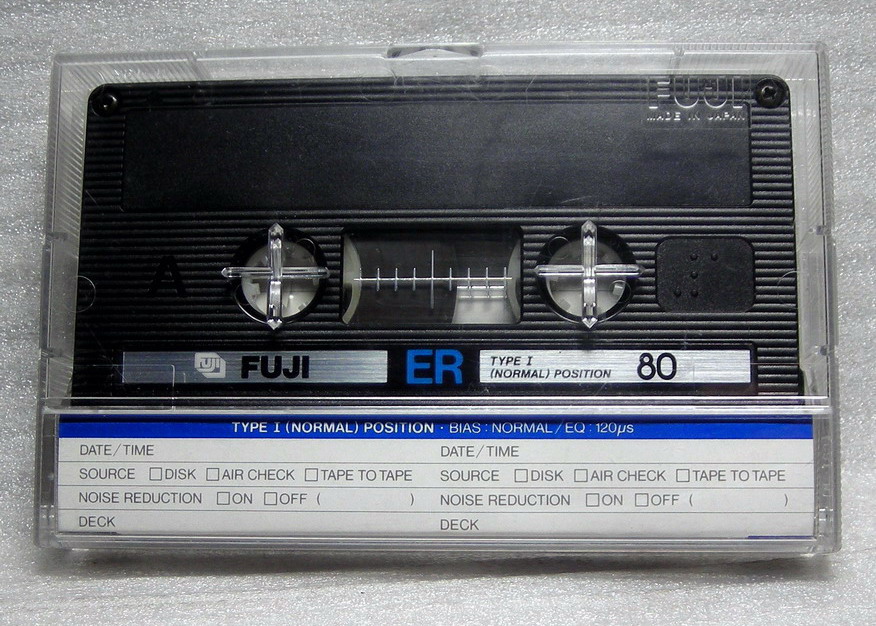 FUJI
MADE IN JAPAN
A
FUJI FUJI ER TYPE I 80
(NORMAL) POSITION
TYPE I (NORMAL) POSITION · BIAS : NORMAL / EQ : 120µs
DATE/TIME DATE/TIME
SOURCE □DISK □AIR CHECK □TAPE TO TAPE SOURCE □DISK □AIR CHECK □TAPE TO TAPE
NOISE REDUCTION □ON □OFF ( ) NOISE REDUCTION □ON □OFF ( )
DECK DECK